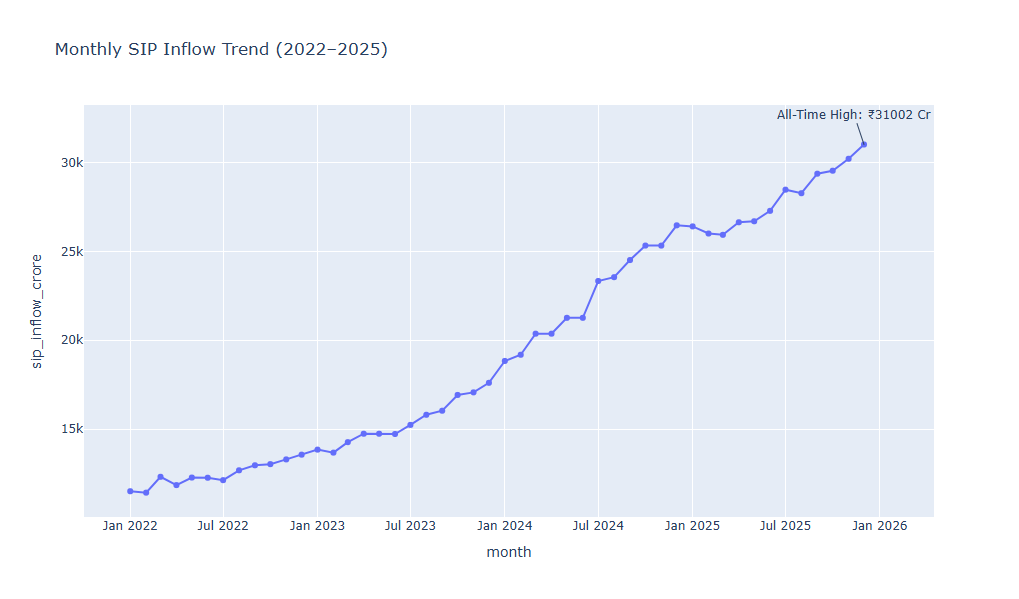 Monthly SIP Inflow Trend (2022–2025)
All-Time High: ₹31002 Cr
30k
25k
20k
15k
sip_inflow_crore
Jan 2022
Jul 2022
Jan 2023
Jul 2023
Jan 2024
Jul 2024
Jan 2025
Jul 2025
Jan 2026
month